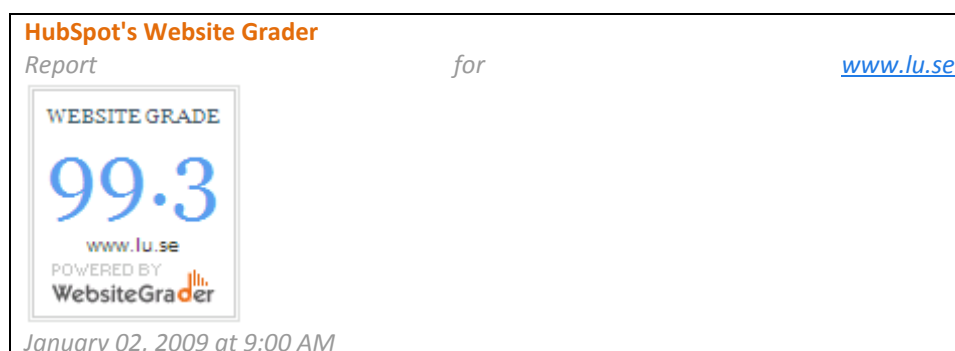 HubSpot's Website Grader
Report for www.lu.se
WEBSITE GRADE
99.3
www.lu.se
POWERED BY
WebsiteGrader
January 02, 2009 at 9:00 AM